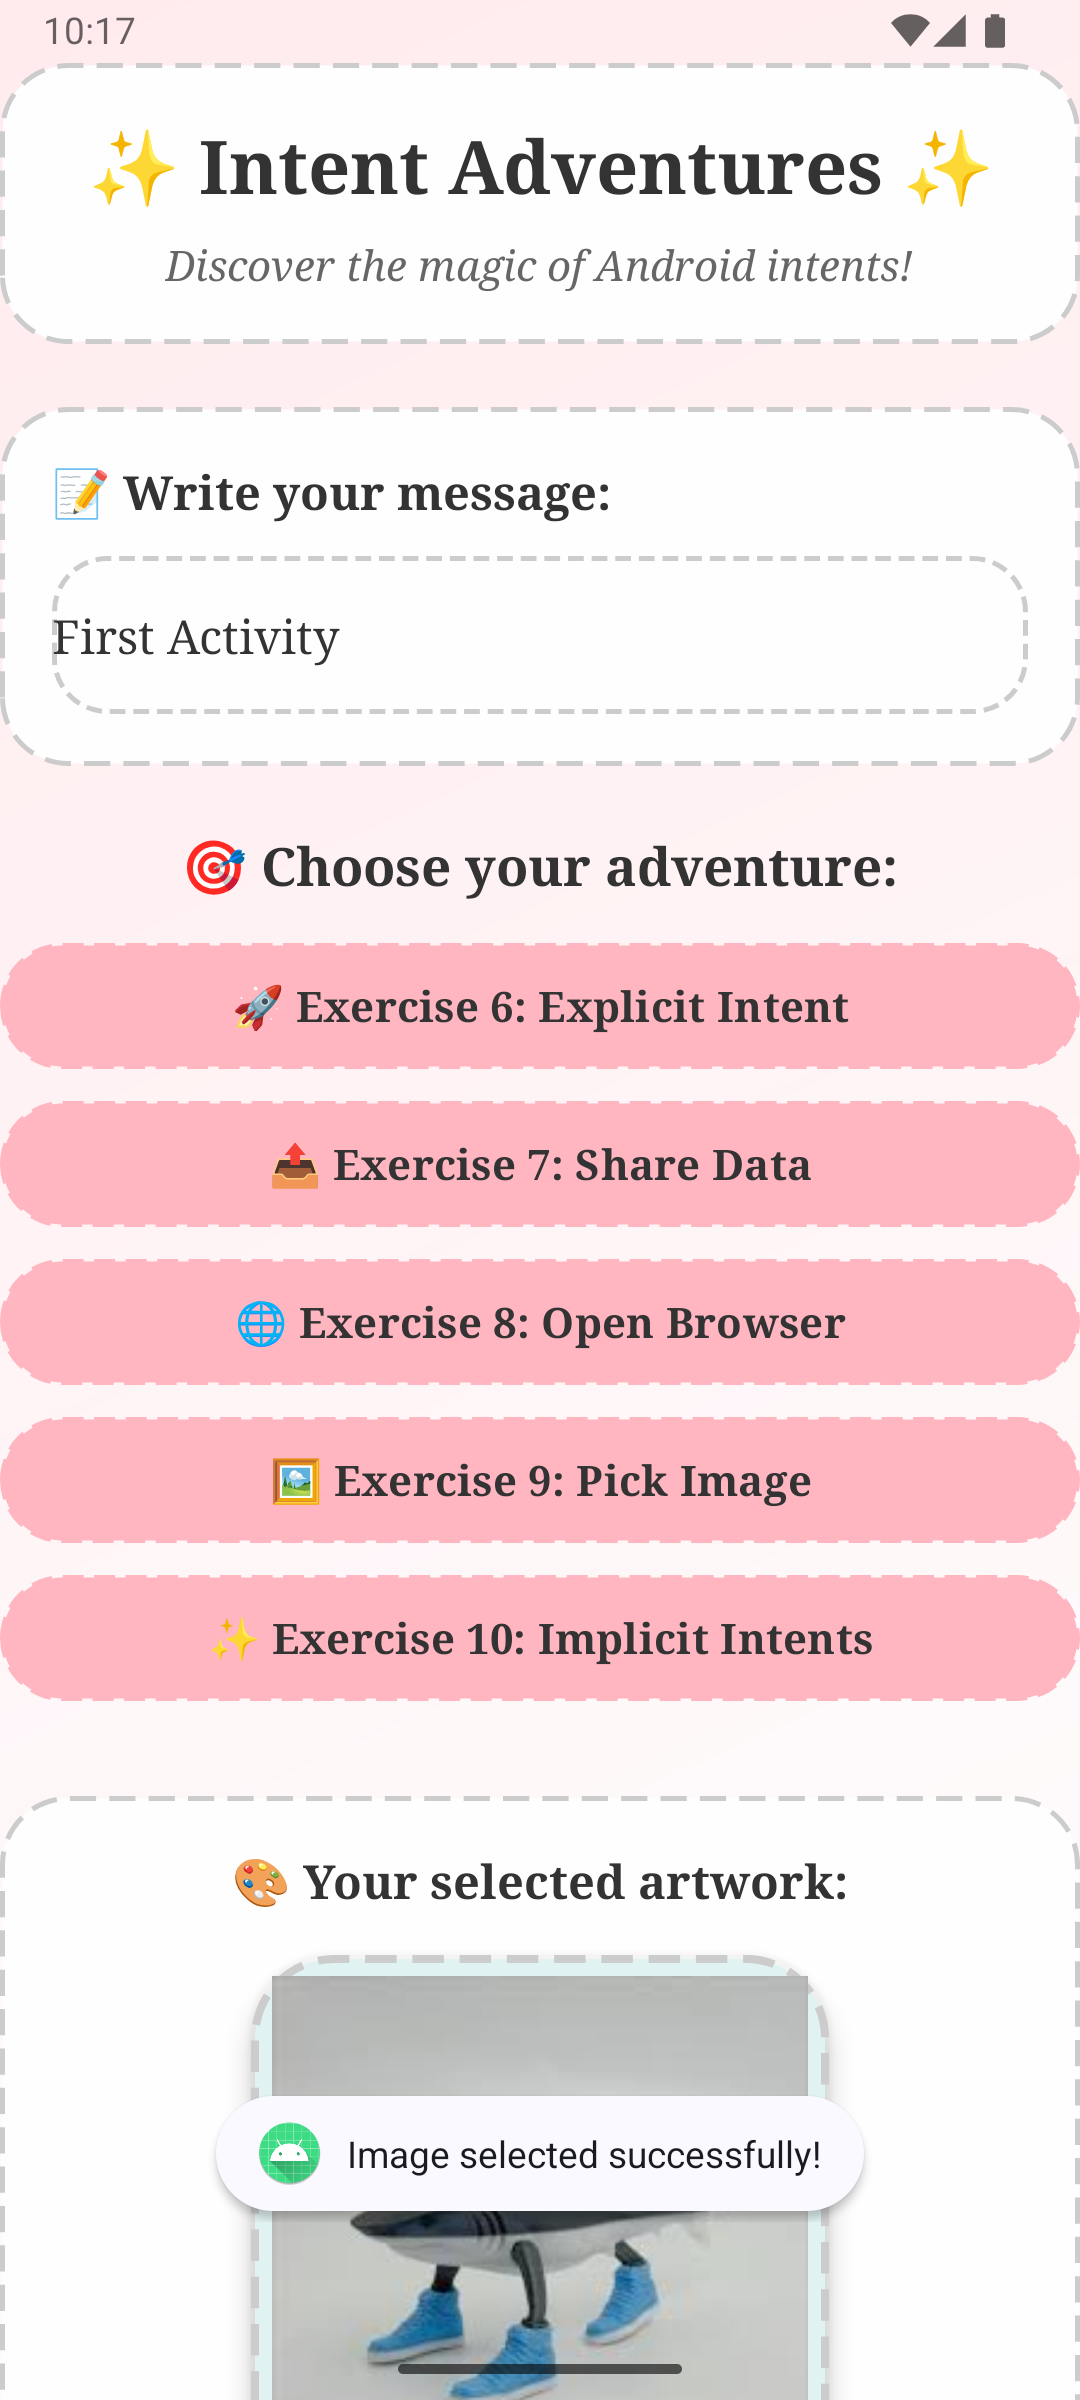 10:17
✨ Intent Adventures ✨
Discover the magic of Android intents!
📝 Write your message:
First Activity
🎯 Choose your adventure:
🚀 Exercise 6: Explicit Intent
📤 Exercise 7: Share Data
🌐 Exercise 8: Open Browser
🖼️ Exercise 9: Pick Image
✨ Exercise 10: Implicit Intents
🎨 Your selected artwork:
Image selected successfully!